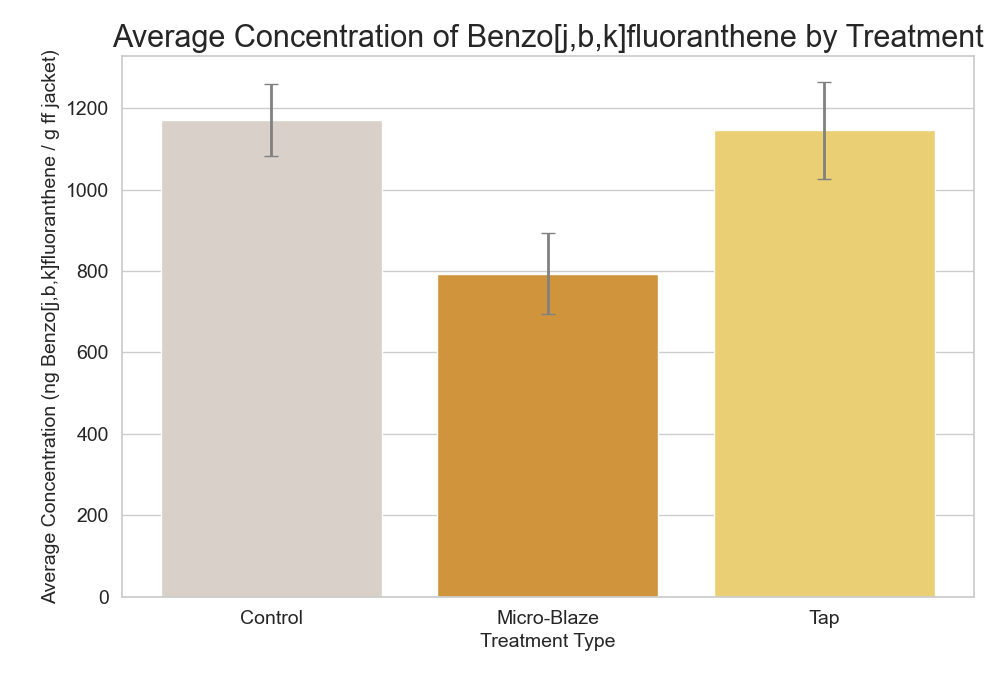 Average Concentration of Benzo[j,b,k]fluoranthene by Treatment
Average Concentration (ng Benzo[j,b,k]fluoranthene / g ff jacket)
1200
1000
800
600
400
200
0
Control
Micro-Blaze
Tap
Treatment Type